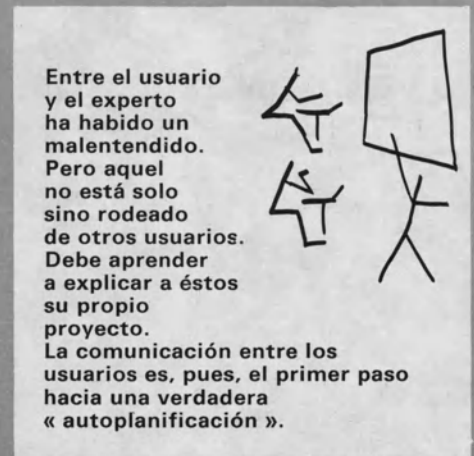 Entre el usuario
y el experto
ha habido un
malentendido.
Pero aquel
no está solo
sino rodeado
de otros usuarios.
Debe aprender
a explicar a éstos
su propio
proyecto.
La comunicación entre los
usuarios es, pues, el primer paso
hacia una verdadera
« autoplanificación ».